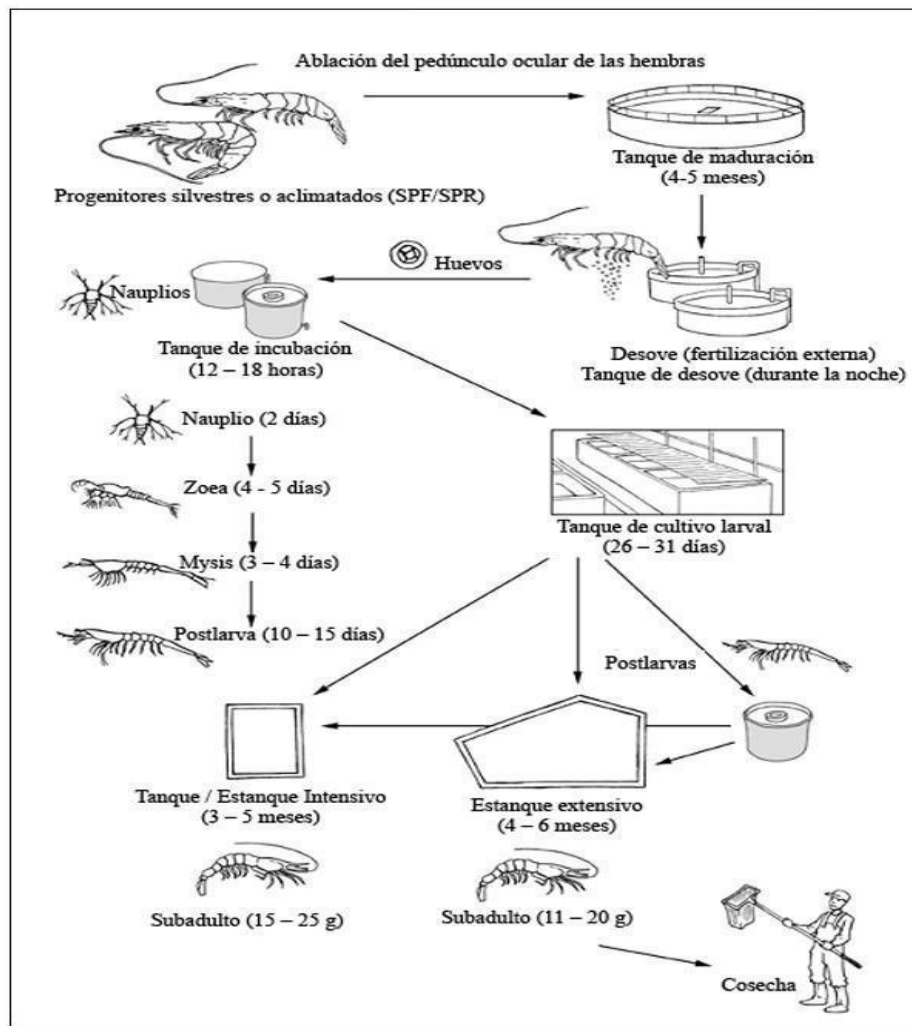 Ablación del pedúnculo ocular de las hembras
Tanque de maduración
(4-5 meses)
Progenitores silvestres o aclimatados (SPF/SPR)
Huevos
Nauplios
Tanque de incubación
(12 – 18 horas)
Desove (fertilización externa)
Tanque de desove (durante la noche)
Nauplio (2 días)
Zoea (4 - 5 días)
Mysis (3 – 4 días)
Postlarva (10 – 15 días)
Tanque de cultivo larval
(26 – 31 días)
Postlarvas
Tanque / Estanque Intensivo
(3 – 5 meses)
Estanque extensivo
(4 – 6 meses)
Subadulto (15 – 25 g)
Subadulto (11 – 20 g)
Cosecha